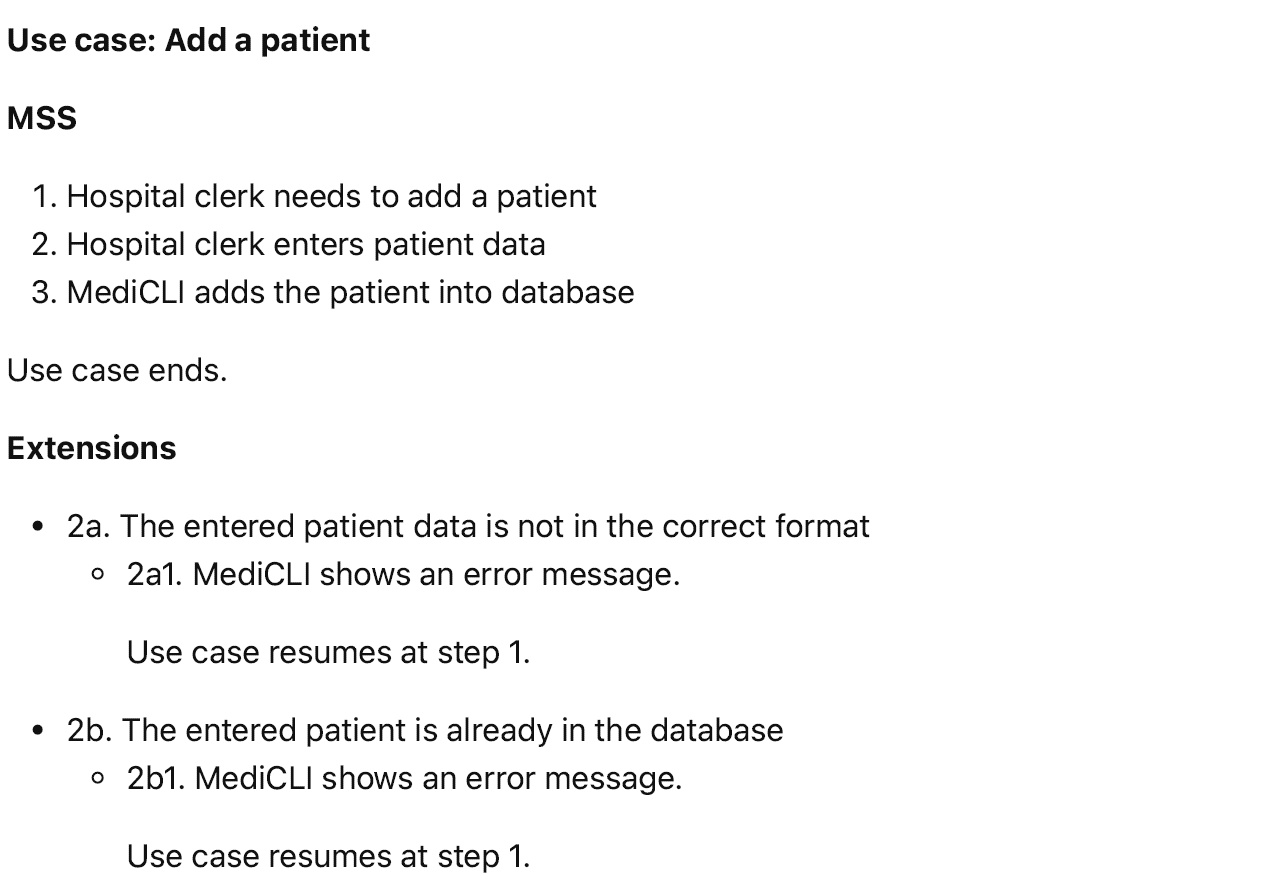 Use case: Add a patient
MSS
1. Hospital clerk needs to add a patient
2. Hospital clerk enters patient data
3. MediCLI adds the patient into database
Use case ends.
Extensions
• 2a. The entered patient data is not in the correct format
○ 2a1. MediCLI shows an error message.
Use case resumes at step 1.
• 2b. The entered patient is already in the database
○ 2b1. MediCLI shows an error message.
Use case resumes at step 1.